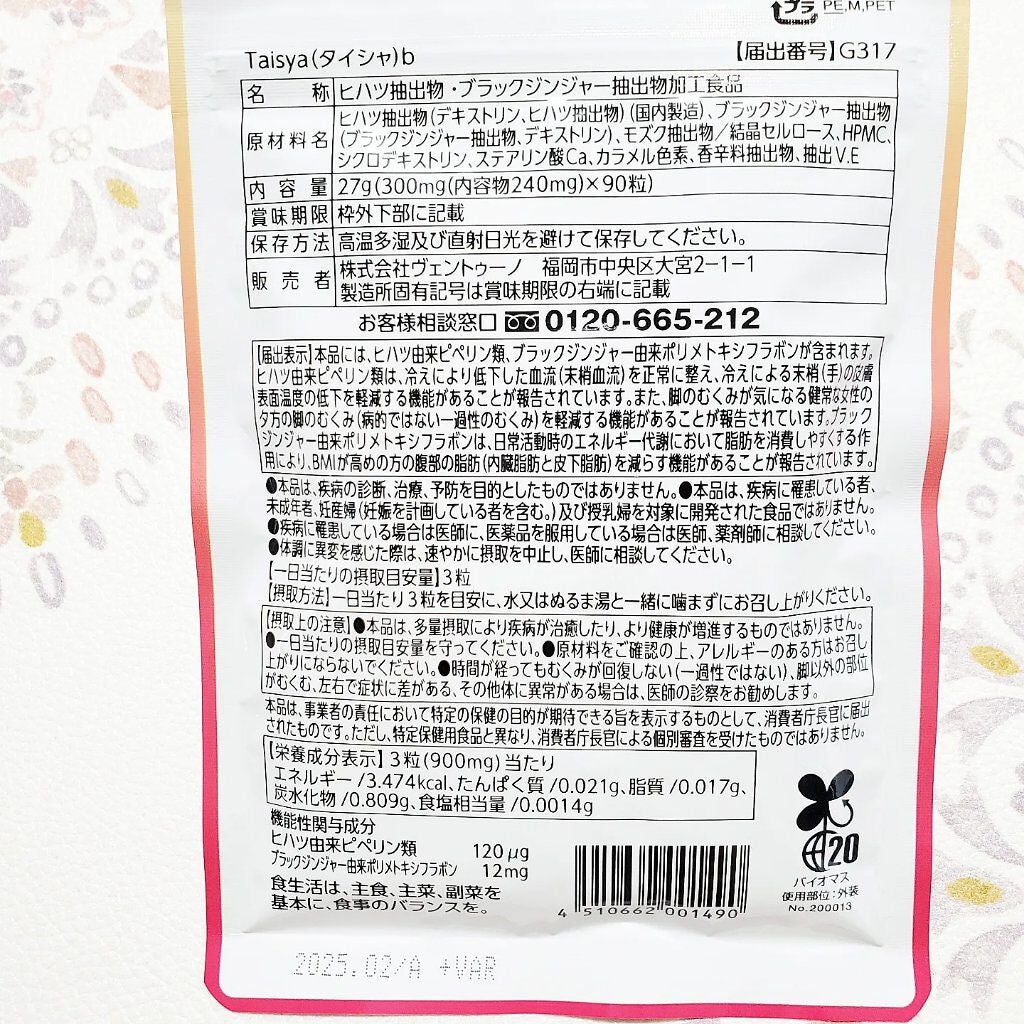 プラ PE,M,PET
Taisya(タイシャ)b 【届出番号】G317
名 称 ヒハツ抽出物・ブラックジンジャー抽出物加工食品
原材料名 ヒハツ抽出物(デキストリン、ヒハツ抽出物)(国内製造)、ブラックジンジャー抽出物
(ブラックジンジャー抽出物、デキストリン)、モズク抽出物/結晶セルロース、HPMC、
シクロデキストリン、ステアリン酸Ca、カラメル色素、香辛料抽出物、抽出V.E
内容量 27g(300mg(内容物240mg)×90粒)
賞味期限 枠外下部に記載
保存方法 高温多湿及び直射日光を避けて保存してください。
販売者 株式会社ヴェントゥーノ 福岡市中央区大宮2-1-1
製造所固有記号は賞味期限の右端に記載
お客様相談窓口 0120-665-212
【届出表示】本品には、ヒハツ由来ピペリン類、ブラックジンジャー由来ポリメトキシフラボンが含まれます。
ヒハツ由来ピペリン類は、冷えにより低下した血流(末梢血流)を正常に整え、冷えによる末梢(手)の皮膚
表面温度の低下を軽減する機能があることが報告されています。また、脚のむくみが気になる健常な女性の
夕方の脚のむくみ(病的ではない一過性のむくみ)を軽減する機能があることが報告されています。ブラック
ジンジャー由来ポリメトキシフラボンは、日常活動時のエネルギー代謝において脂肪を消費しやすくする作
用により、BMIが高めの方の腹部の脂肪(内臓脂肪と皮下脂肪)を減らす機能があることが報告されています。
●本品は、疾病の診断、治療、予防を目的としたものではありません。●本品は、疾病に罹患している者、
未成年者、妊産婦(妊娠を計画している者を含む。)及び授乳婦を対象に開発された食品ではありません。
●疾病に罹患している場合は医師に、医薬品を服用している場合は医師、薬剤師に相談してください。
●体調に異変を感じた際は、速やかに摂取を中止し、医師に相談してください。
【一日当たりの摂取目安量】3粒
【摂取方法】一日当たり3粒を目安に、水又はぬるま湯と一緒に噛まずにお召し上がりください。
【摂取上の注意】●本品は、多量摂取により疾病が治癒したり、より健康が増進するものではありません。
●一日当たりの摂取目安量を守ってください。●原材料をご確認の上、アレルギーのある方はお召し
上がりにならないでください。●時間が経ってもむくみが回復しない(一過性ではない)、脚以外の部位
がむくむ、左右で症状に差がある、その他体に異常がある場合は、医師の診察をお勧めします。
本品は、事業者の責任において特定の保健の目的が期待できる旨を表示するものとして、消費者庁長官に届出
されたものです。ただし、特定保健用食品と異なり、消費者庁長官による個別審査を受けたものではありません。
【栄養成分表示】3粒(900mg)当たり
エネルギー/3.474kcal、たんぱく質/0.021g、脂質/0.017g、
炭水化物/0.809g、食塩相当量/0.0014g
機能性関与成分
ヒハツ由来ピペリン類 120μg
ブラックジンジャー由来ポリメトキシフラボン 12mg
食生活は、主食、主菜、副菜を
基本に、食事のバランスを。
4 510662 001490
20
バイオマス
使用部位:外装
No.200013
2025.02/A +VAR